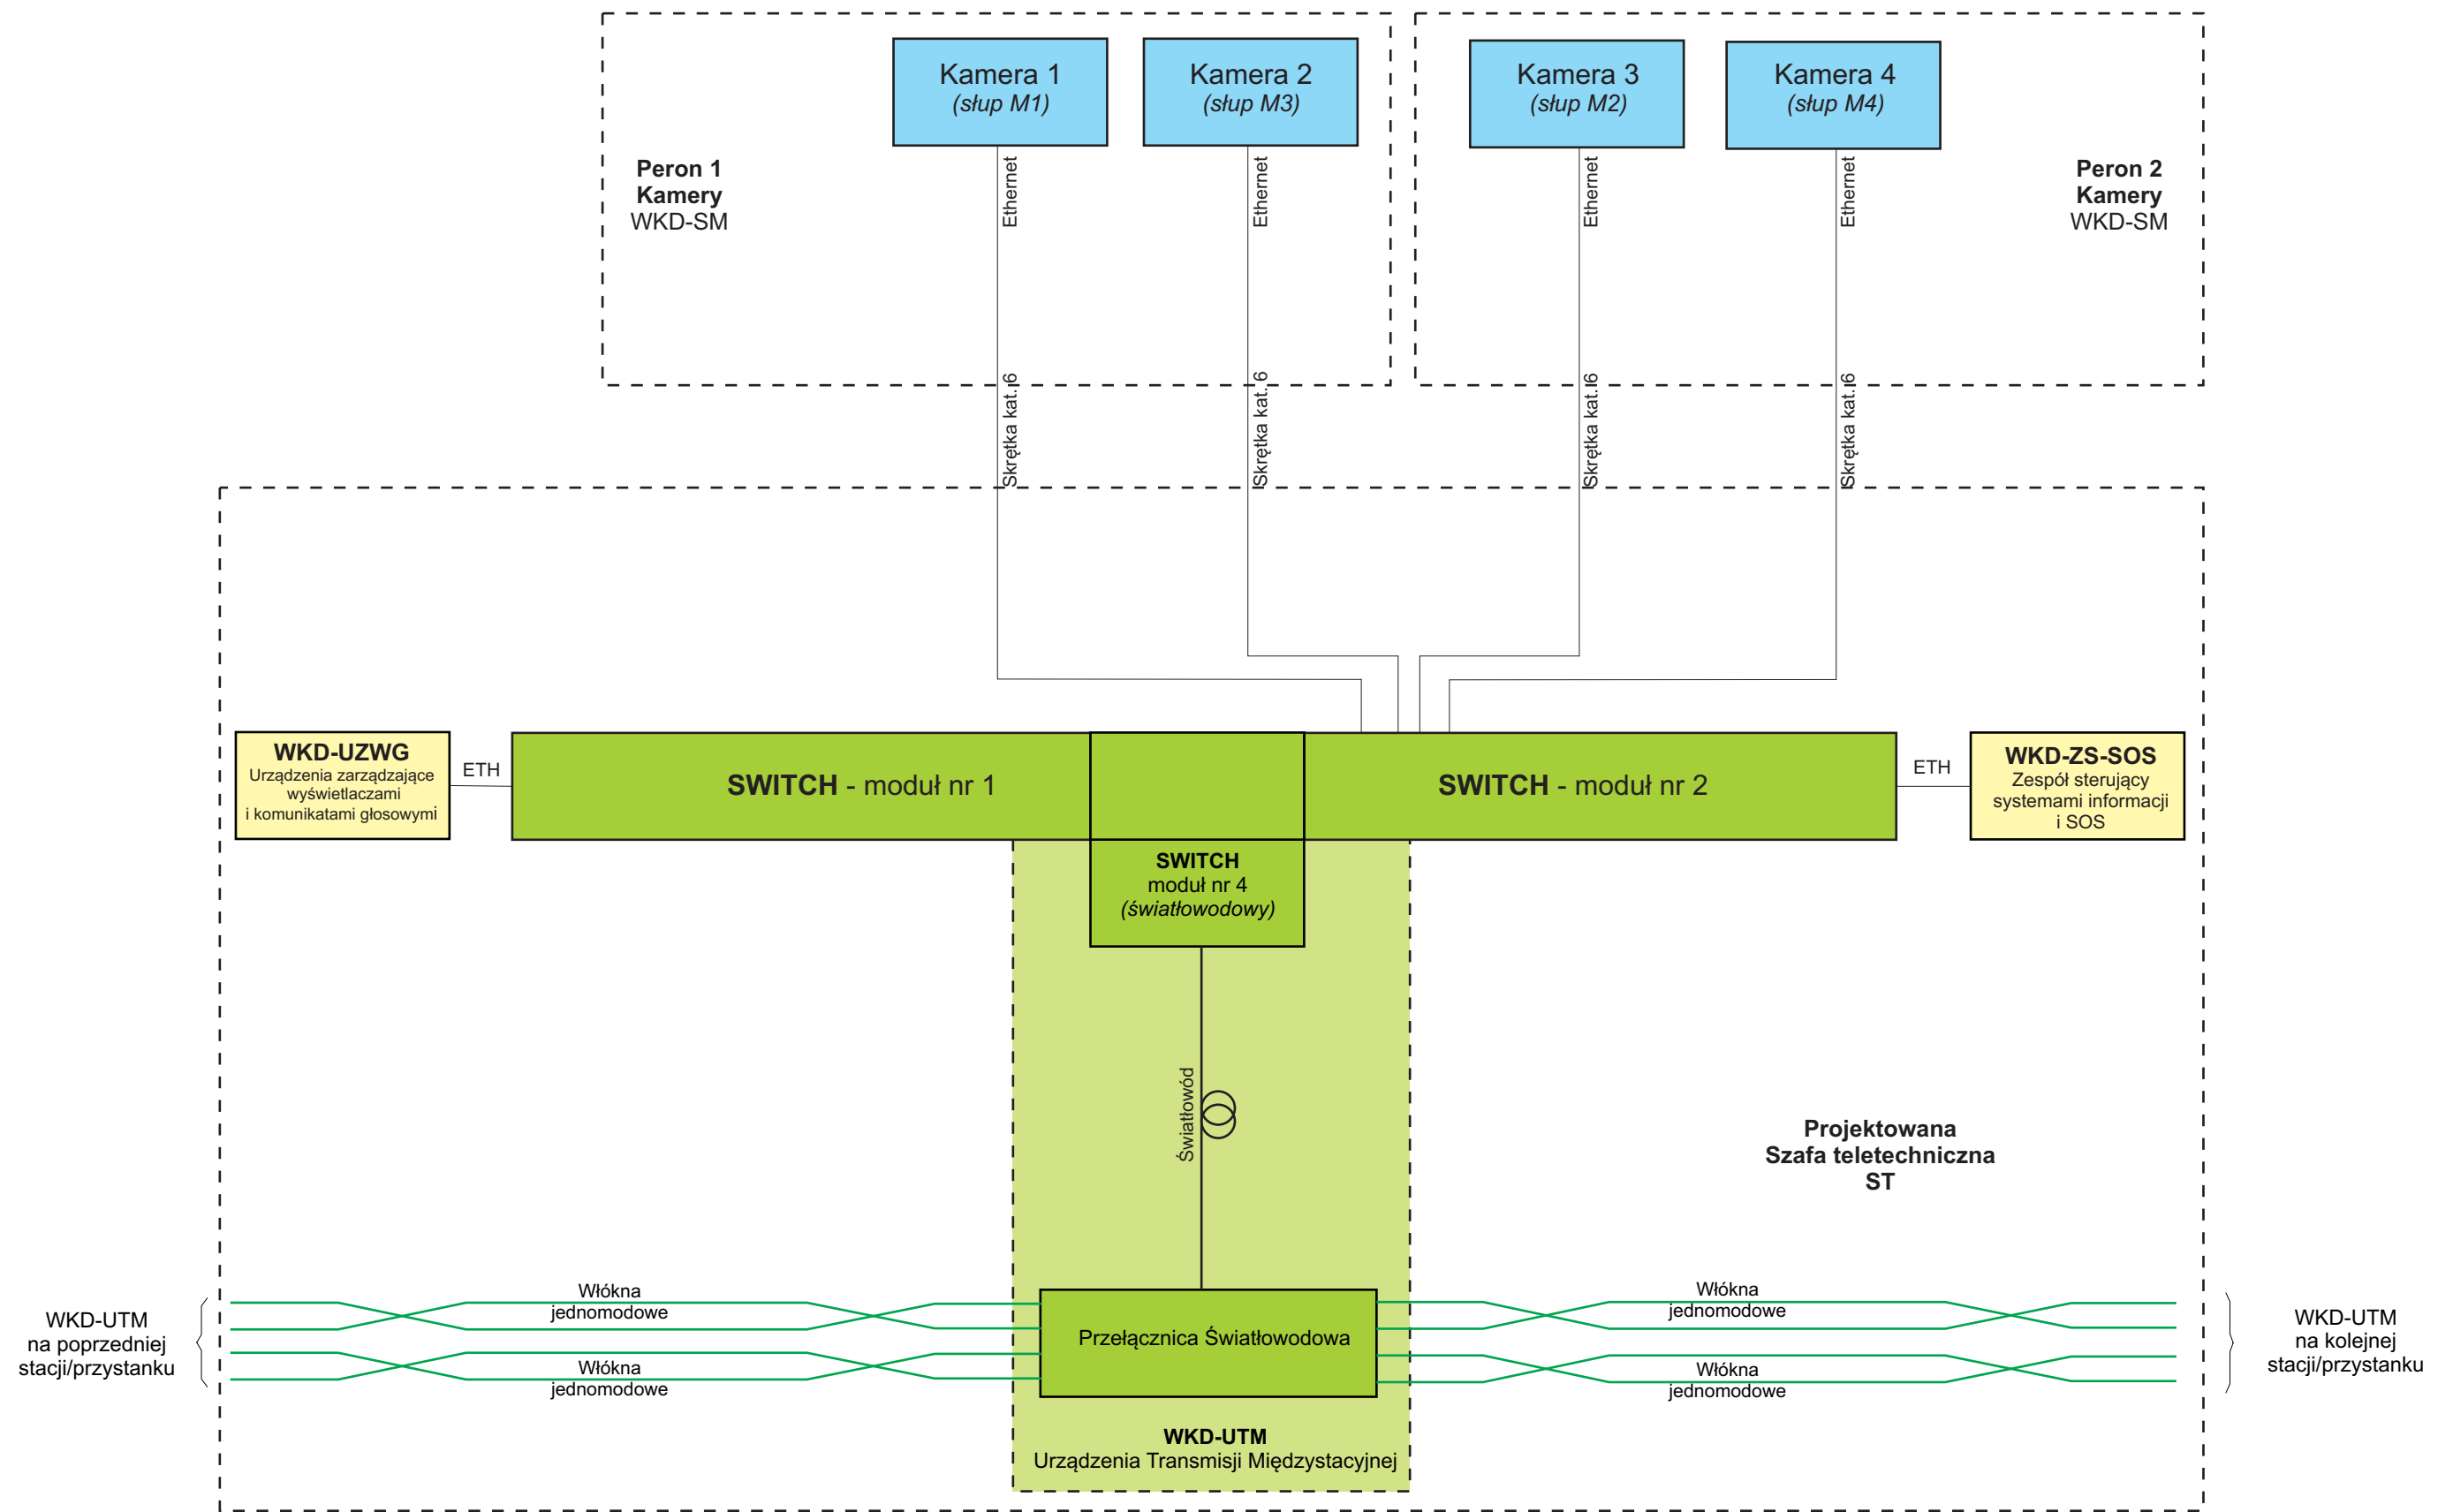 Kamera 1
(słup M1)
Kamera 2
(słup M3)
Kamera 3
(słup M2)
Kamera 4
(słup M4)
Peron 1
Kamery
WKD-SM
Ethernet
Ethernet
Ethernet
Ethernet
Peron 2
Kamery
WKD-SM
Skrętka kat. 6
Skrętka kat. 6
Skrętka kat. 6
Skrętka kat. 6
WKD-UZWG
Urządzenia zarządzające
wyświetlaczami
i komunikatami głosowymi
ETH
SWITCH - moduł nr 1
SWITCH - moduł nr 2
ETH
WKD-ZS-SOS
Zespół sterujący
systemami informacji
i SOS
SWITCH
moduł nr 4
(światłowodowy)
Światłowód
Projektowana
Szafa teletechniczna
ST
WKD-UTM
na poprzedniej
stacji/przystanku
Włókna
jednomodowe
Włókna
jednomodowe
Przełącznica Światłowodowa
Włókna
jednomodowe
Włókna
jednomodowe
WKD-UTM
na kolejnej
stacji/przystanku
WKD-UTM
Urządzenia Transmisji Międzystacyjnej